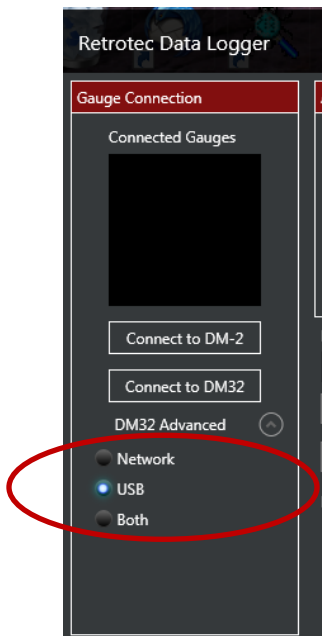 Retrotec Data Logger
Gauge Connection
Connected Gauges
Connect to DM-2
Connect to DM32
DM32 Advanced
Network
USB
Both